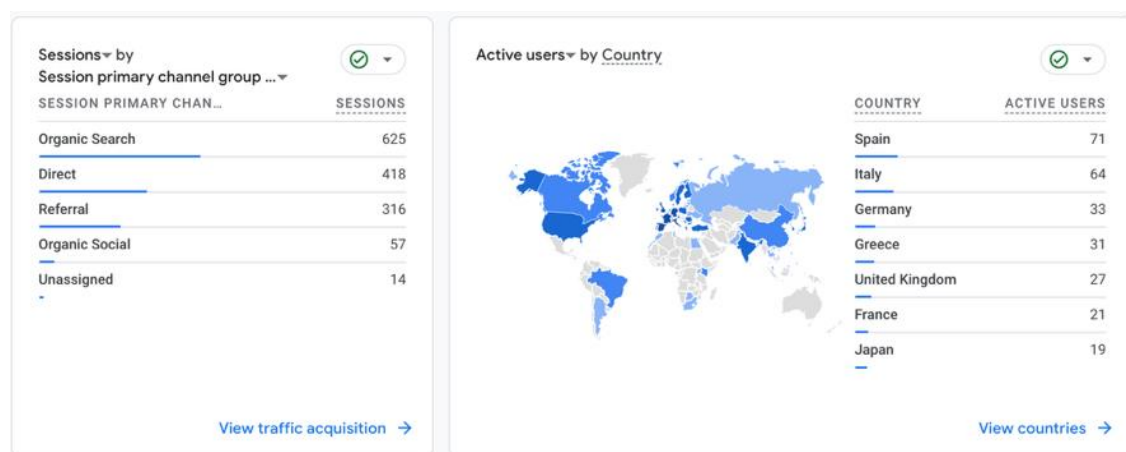 Sessions by
Session primary channel group ...
SESSION PRIMARY CHAN... SESSIONS
Organic Search 625
Direct 418
Referral 316
Organic Social 57
Unassigned 14
View traffic acquisition →
Active users by Country
COUNTRY ACTIVE USERS
Spain 71
Italy 64
Germany 33
Greece 31
United Kingdom 27
France 21
Japan 19
View countries →